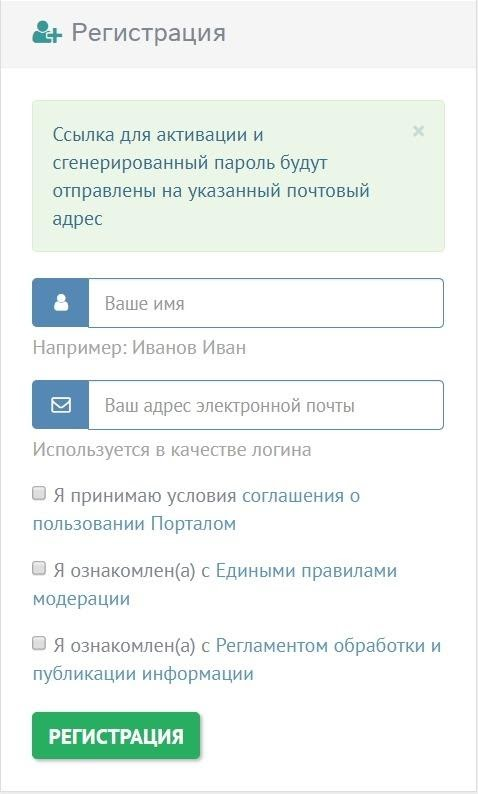 Регистрация
Ссылка для активации и
сгенерированный пароль будут
отправлены на указанный почтовый
адрес
×
Ваше имя
Например: Иванов Иван
Ваш адрес электронной почты
Используется в качестве логина
Я принимаю условия соглашения о
пользовании Порталом
Я ознакомлен(а) с Едиными правилами
модерации
Я ознакомлен(а) с Регламентом обработки и
публикации информации
РЕГИСТРАЦИЯ